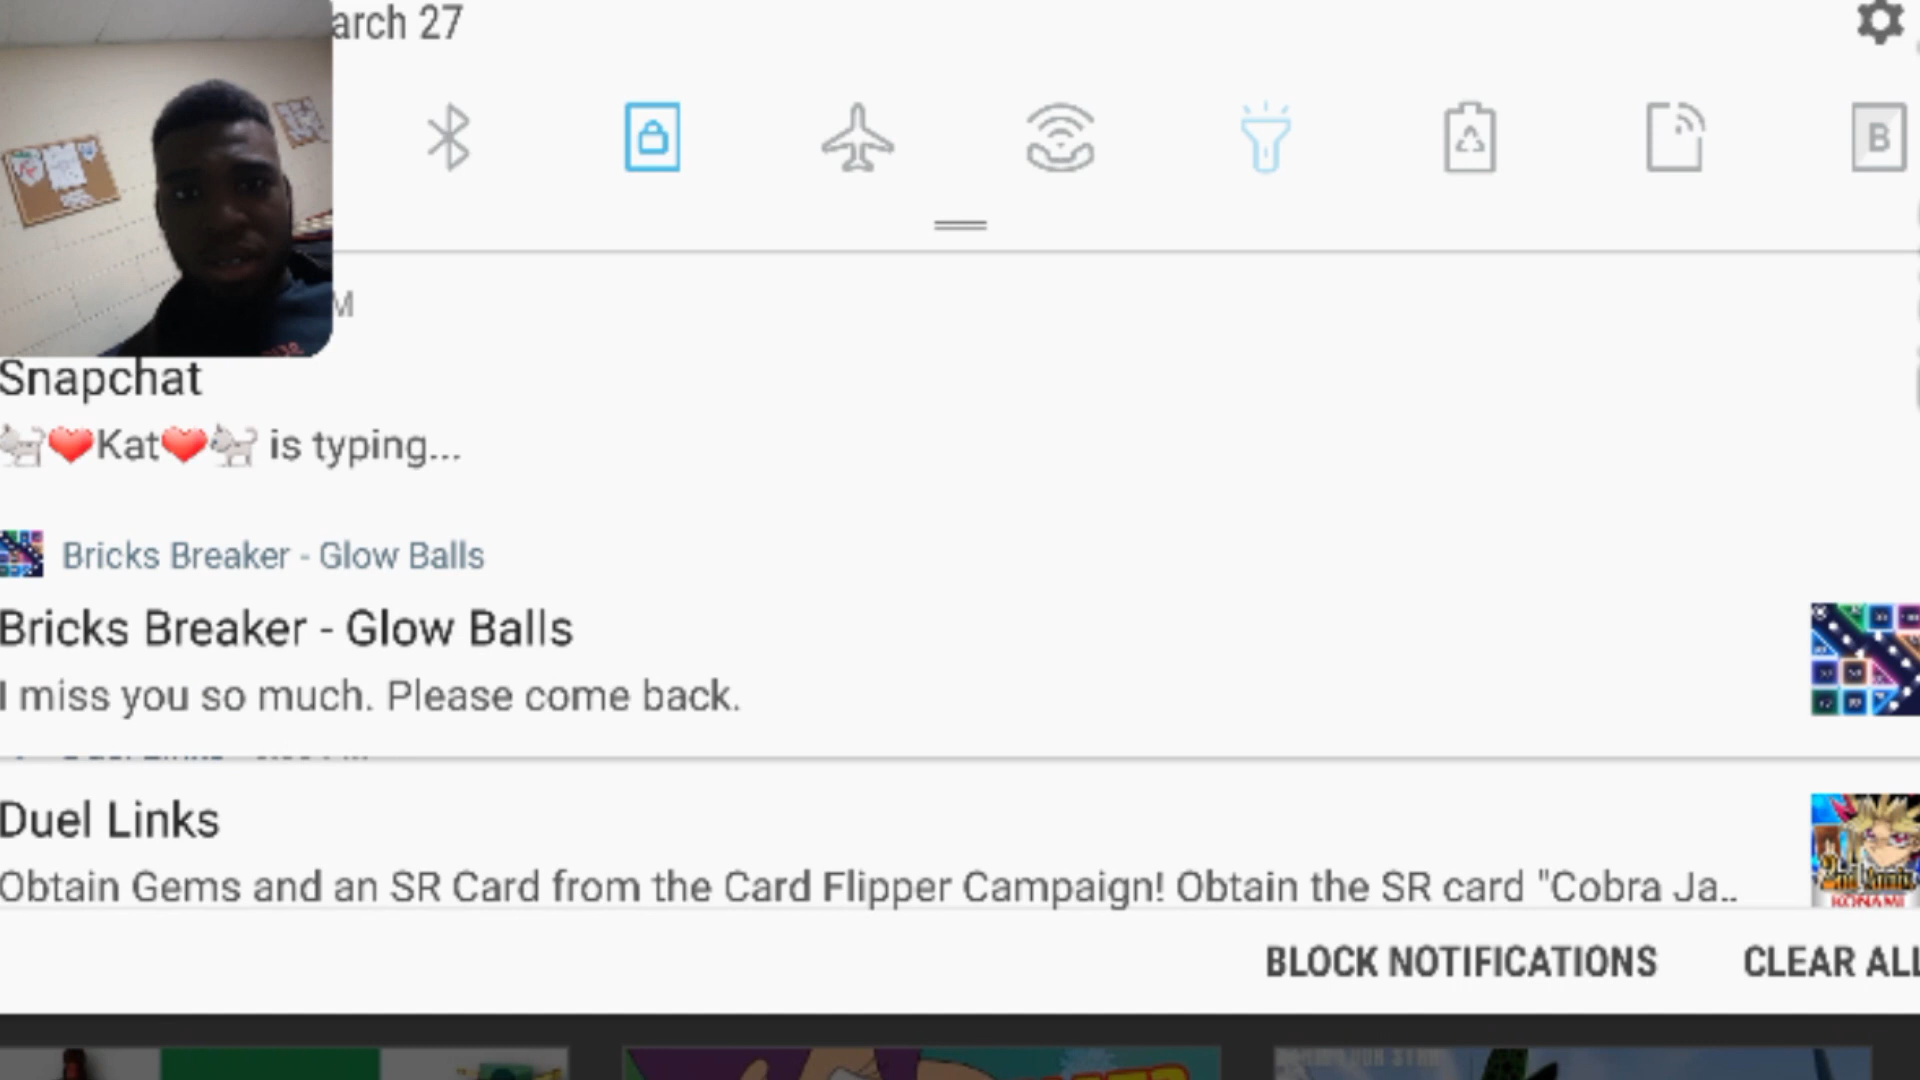 arch 27
B
M
Snapchat
🐈❤️Kat❤️🐈 is typing...
Bricks Breaker - Glow Balls
Bricks Breaker - Glow Balls
I miss you so much. Please come back.
Duel Links
Obtain Gems and an SR Card from the Card Flipper Campaign! Obtain the SR card "Cobra Ja..
KONAMI
BLOCK NOTIFICATIONS
CLEAR ALL